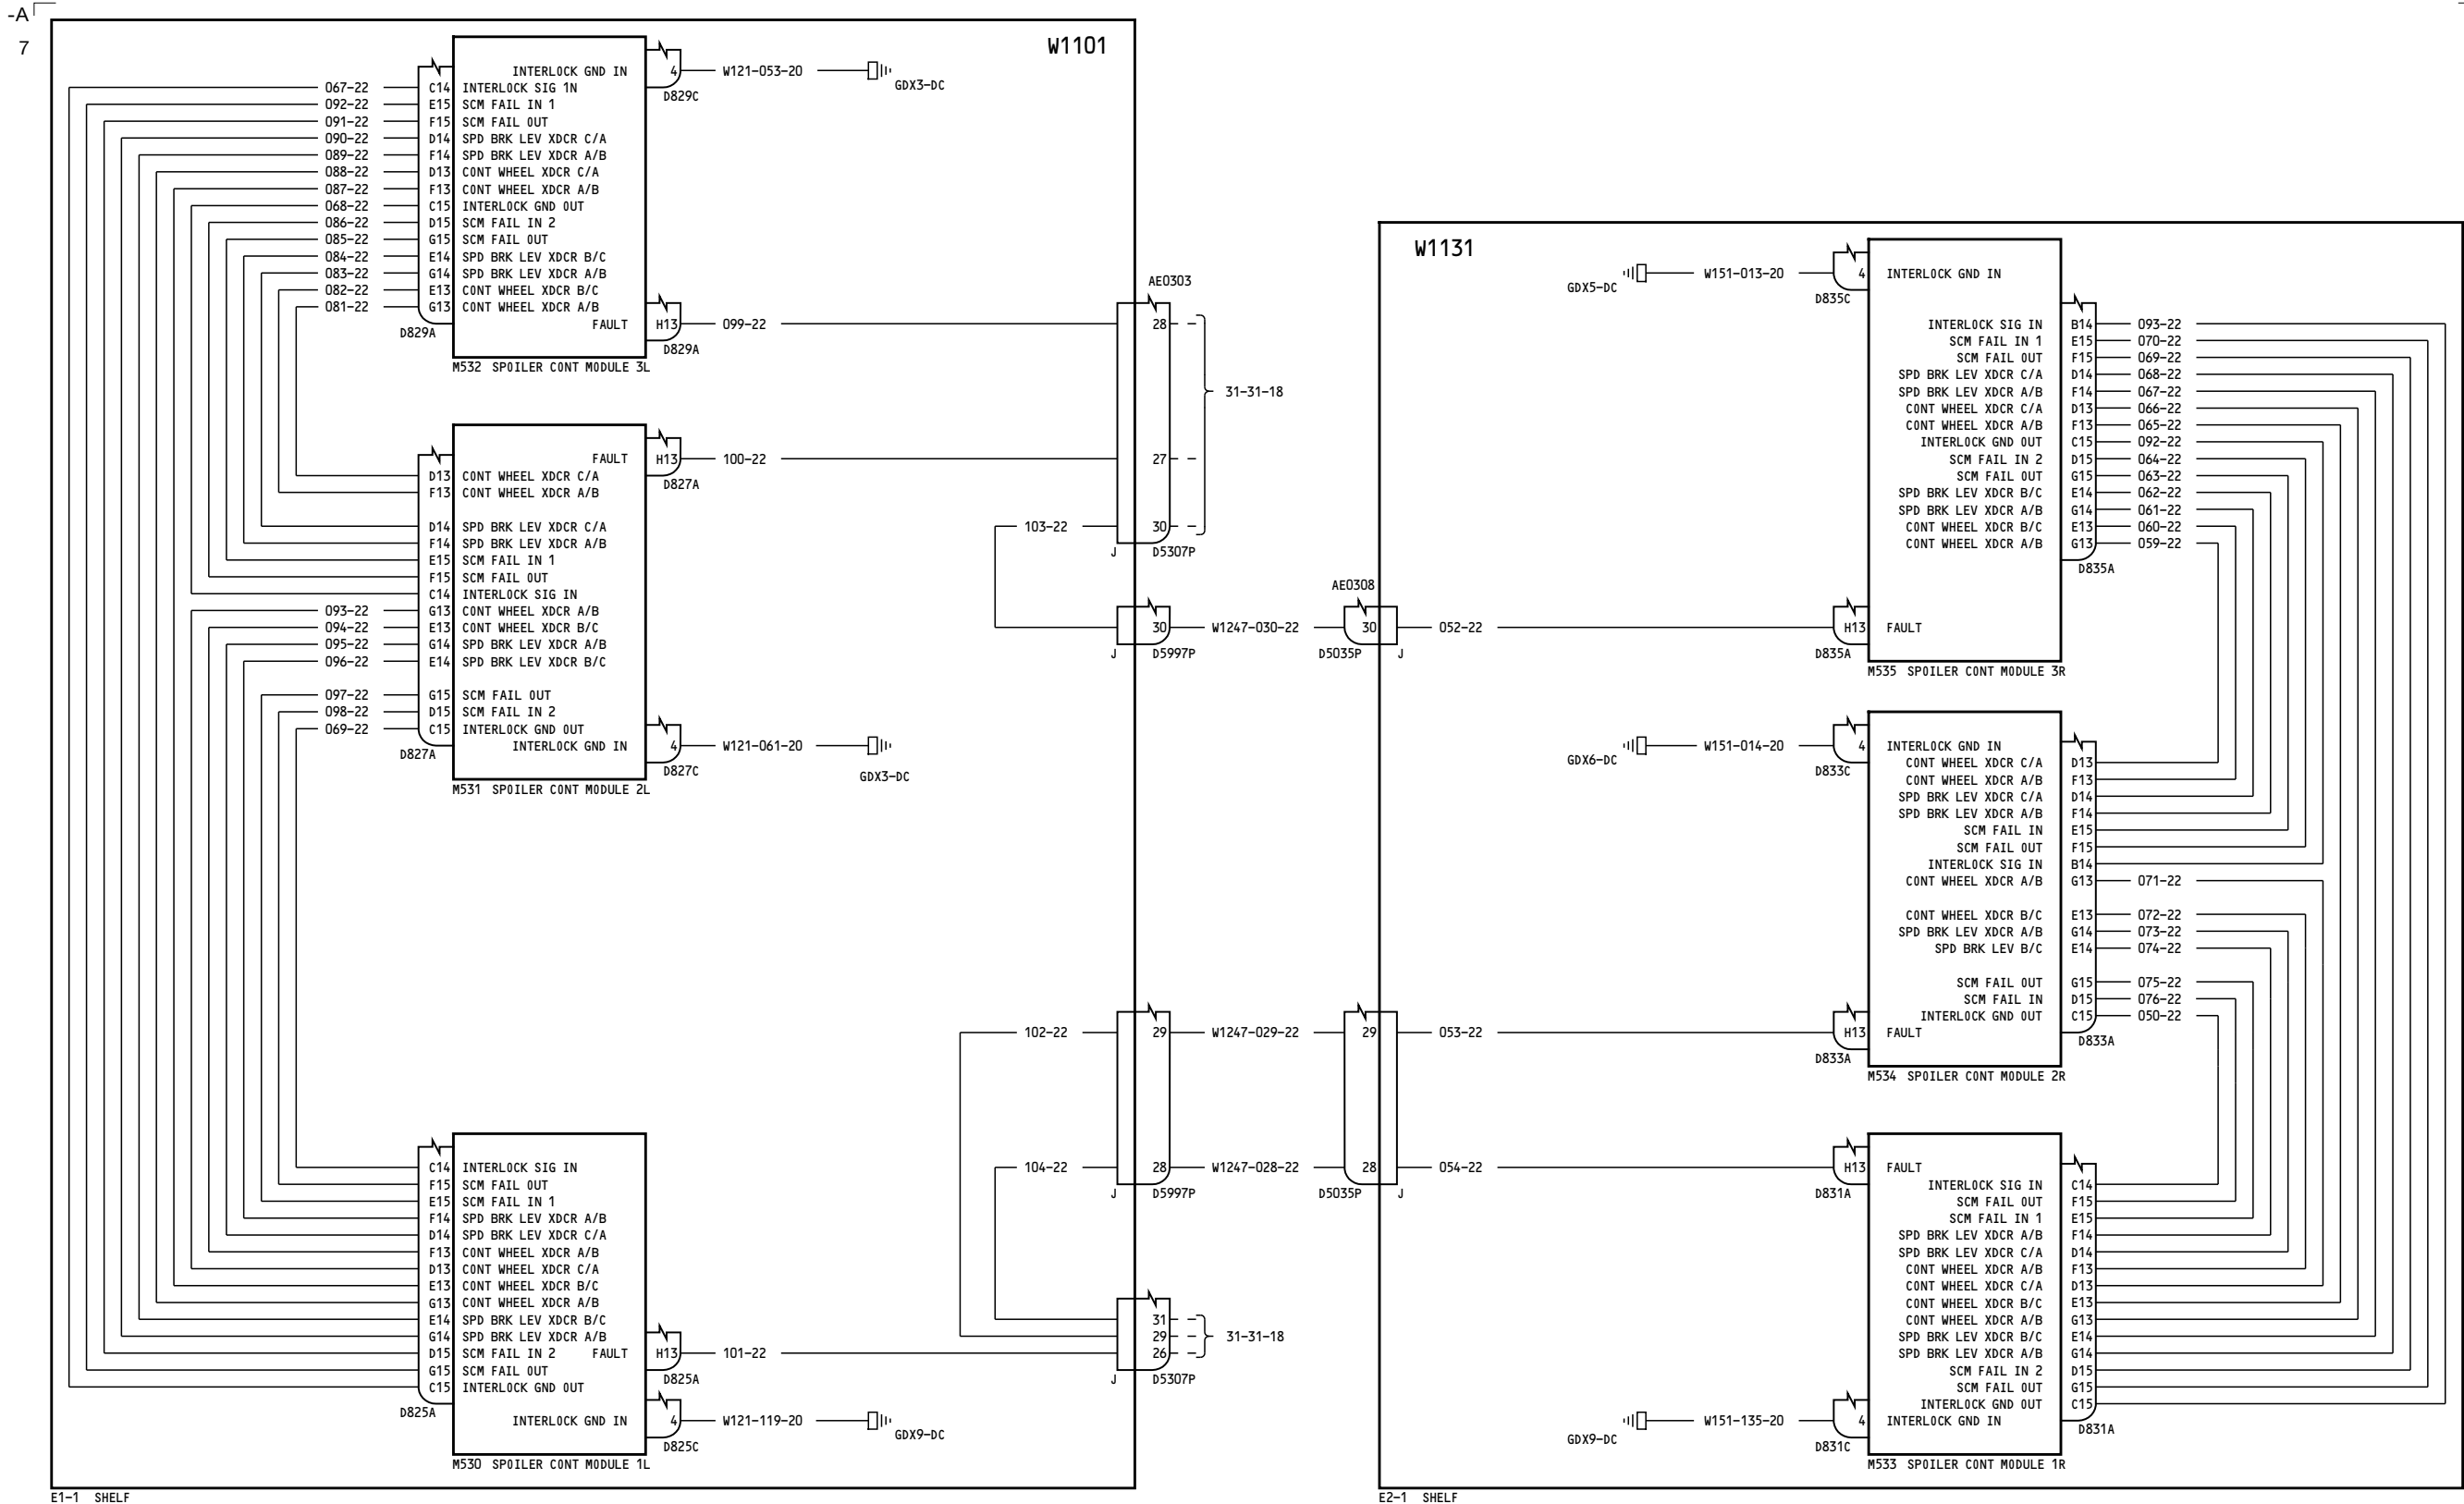 -A
7
W1101
INTERLOCK GND IN 4 W121-053-20 GDX3-DC
D829C
067-22 C14 INTERLOCK SIG 1N
092-22 E15 SCM FAIL IN 1
091-22 F15 SCM FAIL OUT
090-22 D14 SPD BRK LEV XDCR C/A
089-22 F14 SPD BRK LEV XDCR A/B
088-22 D13 CONT WHEEL XDCR C/A
087-22 F13 CONT WHEEL XDCR A/B
068-22 C15 INTERLOCK GND OUT
086-22 D15 SCM FAIL IN 2
085-22 G15 SCM FAIL OUT
084-22 E14 SPD BRK LEV XDCR B/C
083-22 G14 SPD BRK LEV XDCR A/B
082-22 E13 CONT WHEEL XDCR B/C
081-22 G13 CONT WHEEL XDCR A/B
D829A
FAULT H13 099-22
D829A
M532 SPOILER CONT MODULE 3L
FAULT H13 100-22
D827A
D13 CONT WHEEL XDCR C/A
F13 CONT WHEEL XDCR A/B
D14 SPD BRK LEV XDCR C/A
F14 SPD BRK LEV XDCR A/B
E15 SCM FAIL IN 1
F15 SCM FAIL OUT
C14 INTERLOCK SIG IN
093-22 G13 CONT WHEEL XDCR A/B
094-22 E13 CONT WHEEL XDCR B/C
095-22 G14 SPD BRK LEV XDCR A/B
096-22 E14 SPD BRK LEV XDCR B/C
097-22 G15 SCM FAIL OUT
098-22 D15 SCM FAIL IN 2
069-22 C15 INTERLOCK GND OUT
INTERLOCK GND IN 4 W121-061-20
D827A
D827C
GDX3-DC
M531 SPOILER CONT MODULE 2L
C14 INTERLOCK SIG IN
F15 SCM FAIL OUT
E15 SCM FAIL IN 1
F14 SPD BRK LEV XDCR A/B
D14 SPD BRK LEV XDCR C/A
F13 CONT WHEEL XDCR A/B
D13 CONT WHEEL XDCR C/A
E13 CONT WHEEL XDCR B/C
G13 CONT WHEEL XDCR A/B
E14 SPD BRK LEV XDCR B/C
G14 SPD BRK LEV XDCR A/B
D15 SCM FAIL IN 2 FAULT H13 101-22
G15 SCM FAIL OUT
D825A
C15 INTERLOCK GND OUT
D825A
INTERLOCK GND IN 4 W121-119-20 GDX9-DC
D825C
M530 SPOILER CONT MODULE 1L
E1-1 SHELF
AE0303
28
31-31-18
27
103-22 30
J D5307P
AE0308
30 W1247-030-22 30 052-22
J D5997P D5035P J
102-22 29 W1247-029-22 29 053-22
104-22 28 W1247-028-22 28 054-22
J D5997P D5035P J
31
29 31-31-18
26
J D5307P
W1131
GDX5-DC W151-013-20 4 INTERLOCK GND IN
D835C
INTERLOCK SIG IN B14 093-22
SCM FAIL IN 1 E15 070-22
SCM FAIL OUT F15 069-22
SPD BRK LEV XDCR C/A D14 068-22
SPD BRK LEV XDCR A/B F14 067-22
CONT WHEEL XDCR C/A D13 066-22
CONT WHEEL XDCR A/B F13 065-22
INTERLOCK GND OUT C15 092-22
SCM FAIL IN 2 D15 064-22
SCM FAIL OUT G15 063-22
SPD BRK LEV XDCR B/C E14 062-22
SPD BRK LEV XDCR A/B G14 061-22
CONT WHEEL XDCR B/C E13 060-22
CONT WHEEL XDCR A/B G13 059-22
D835A
H13 FAULT
D835A
M535 SPOILER CONT MODULE 3R
GDX6-DC W151-014-20 4 INTERLOCK GND IN
D833C
CONT WHEEL XDCR C/A D13
CONT WHEEL XDCR A/B F13
SPD BRK LEV XDCR C/A D14
SPD BRK LEV XDCR A/B F14
SCM FAIL IN E15
SCM FAIL OUT F15
INTERLOCK SIG IN B14
CONT WHEEL XDCR A/B G13 071-22
CONT WHEEL XDCR B/C E13 072-22
SPD BRK LEV XDCR A/B G14 073-22
SPD BRK LEV B/C E14 074-22
SCM FAIL OUT G15 075-22
SCM FAIL IN D15 076-22
INTERLOCK GND OUT C15 050-22
H13 FAULT
D833A
D833A
M534 SPOILER CONT MODULE 2R
H13 FAULT
D831A
INTERLOCK SIG IN C14
SCM FAIL OUT F15
SCM FAIL IN 1 E15
SPD BRK LEV XDCR A/B F14
SPD BRK LEV XDCR C/A D14
CONT WHEEL XDCR A/B F13
CONT WHEEL XDCR C/A D13
CONT WHEEL XDCR B/C E13
CONT WHEEL XDCR A/B G13
SPD BRK LEV XDCR B/C E14
SPD BRK LEV XDCR A/B G14
SCM FAIL IN 2 D15
SCM FAIL OUT G15
INTERLOCK GND OUT C15
GDX9-DC W151-135-20 4 INTERLOCK GND IN
D831A
D831C
M533 SPOILER CONT MODULE 1R
E2-1 SHELF